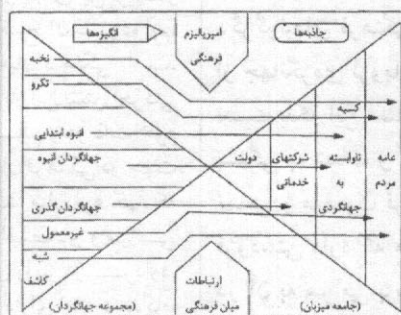 جاذبه‌ها
امپریالیزم
فرهنگی
انگیزه‌ها
نخبه
تکرو
انبوه ابتدایی
جهانگردان انبوه
جهانگردان گذری
غیرمعمول
شبه
کاشف
دولت
شرکتهای
خدماتی
کسبه
ناوابسته
به
جهانگردی
عامه
مردم
ارتباطات
میان فرهنگی
(جامعه میزبان)
(مجموعه جهانگردان)